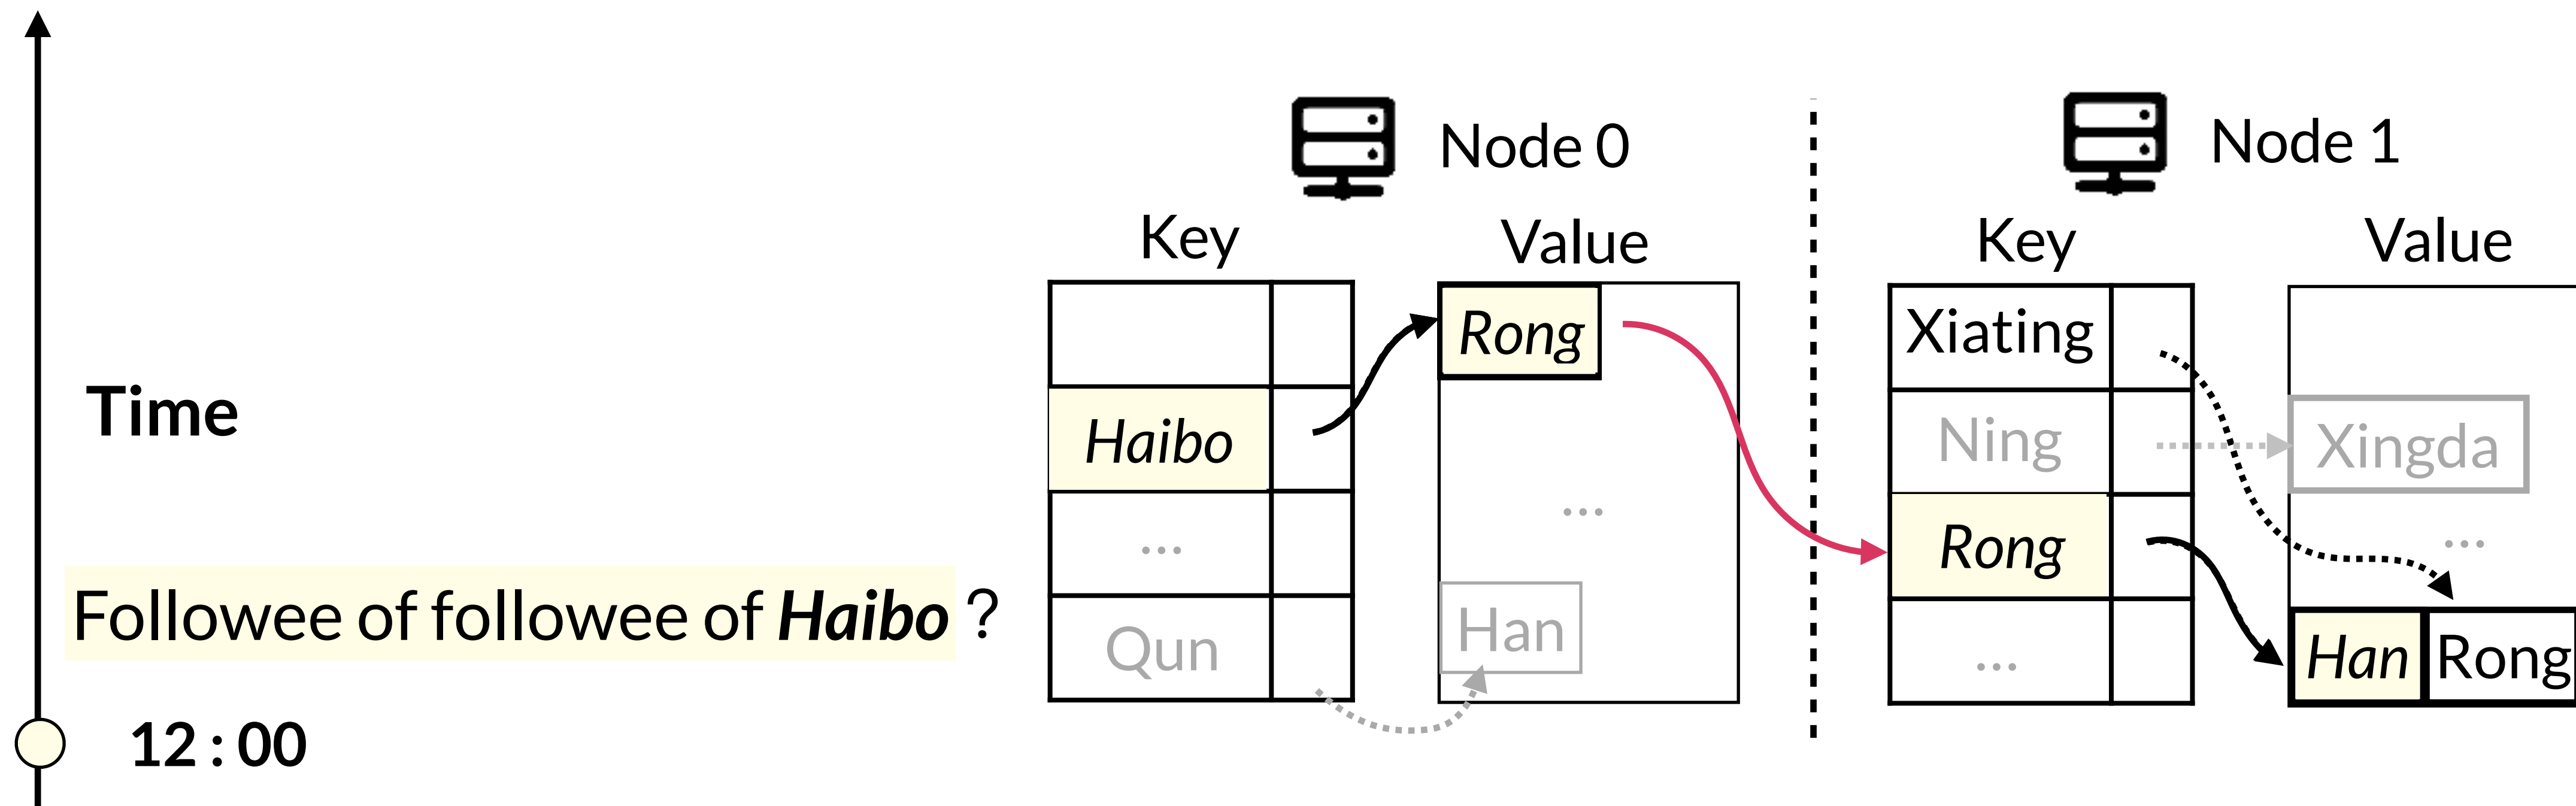 Node 0
Node 1
Key
Value
Key
Value
Rong
Xiating
Time
Haibo
Ning
Xingda
...
...
...
Rong
Followee of followee of Haibo ?
Qun
Han
...
Han
Rong
12 : 00